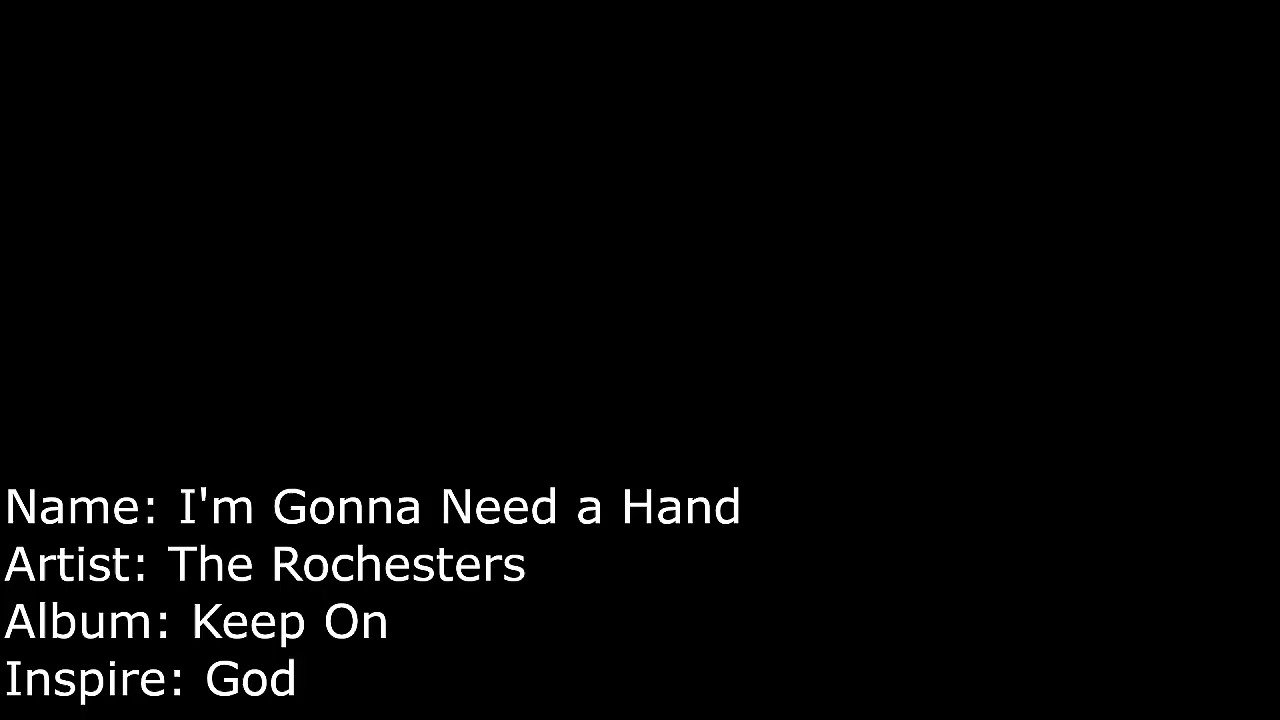 Name: I'm Gonna Need a Hand
Artist: The Rochesters
Album: Keep On
Inspire: God